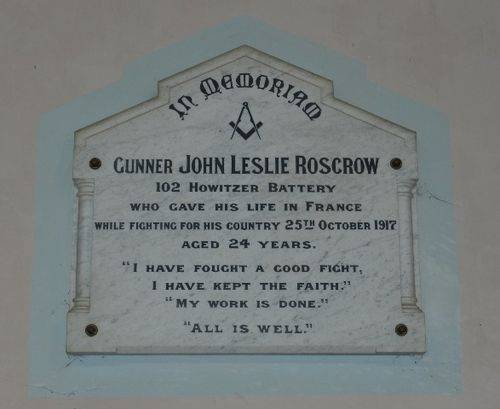 IN MEMORIAM
GUNNER JOHN LESLIE ROSCROW
102 HOWITZER BATTERY
WHO GAVE HIS LIFE IN FRANCE
WHILE FIGHTING FOR HIS COUNTRY 25TH OCTOBER 1917
AGED 24 YEARS.
"I HAVE FOUGHT A GOOD FIGHT,
I HAVE KEPT THE FAITH."
"MY WORK IS DONE."
"ALL IS WELL."